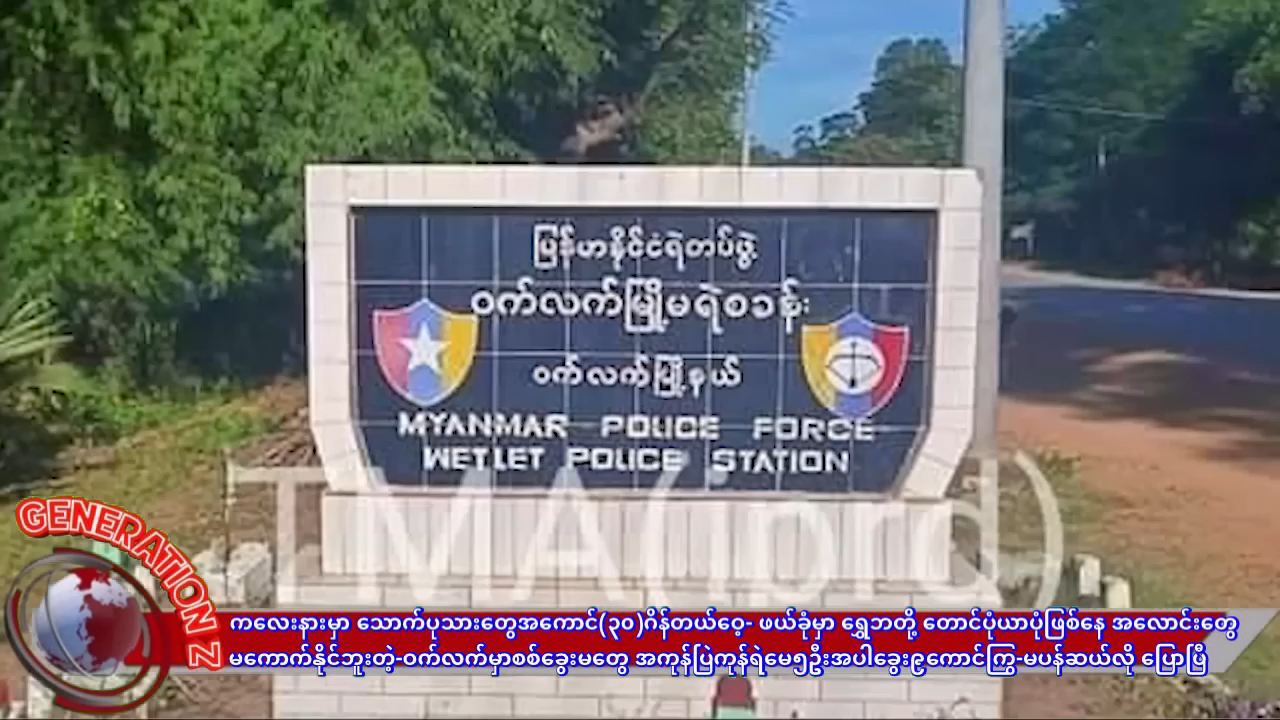 မြန်မာနိုင်ငံရဲတပ်ဖွဲ့
ဝက်လက်မြို့မရဲစခန်း
ဝက်လက်မြို့နယ်
MYANMAR POLICE FORCE
WETLET POLICE STATION
TMA(iprd)
GENERATION Z
ကလေးနားမှာ သောက်ပုသားတွေအကောင်(၃၀)ဂိန်တယ်ဝေ့- ဖယ်ခုံမှာ ရွှေဘတို့ တောင်ပုံယာပုံဖြစ်နေ အလောင်းတွေ
မကောက်နိုင်ဘူးတဲ့-ဝက်လက်မှာစစ်ခွေးမတွေ အကုန်ပြဲကုန်ရဲမေ၅ဦးအပါခွေး၉ကောင်ကြွ-မပန်ဆယ်လို ပြောပြီ